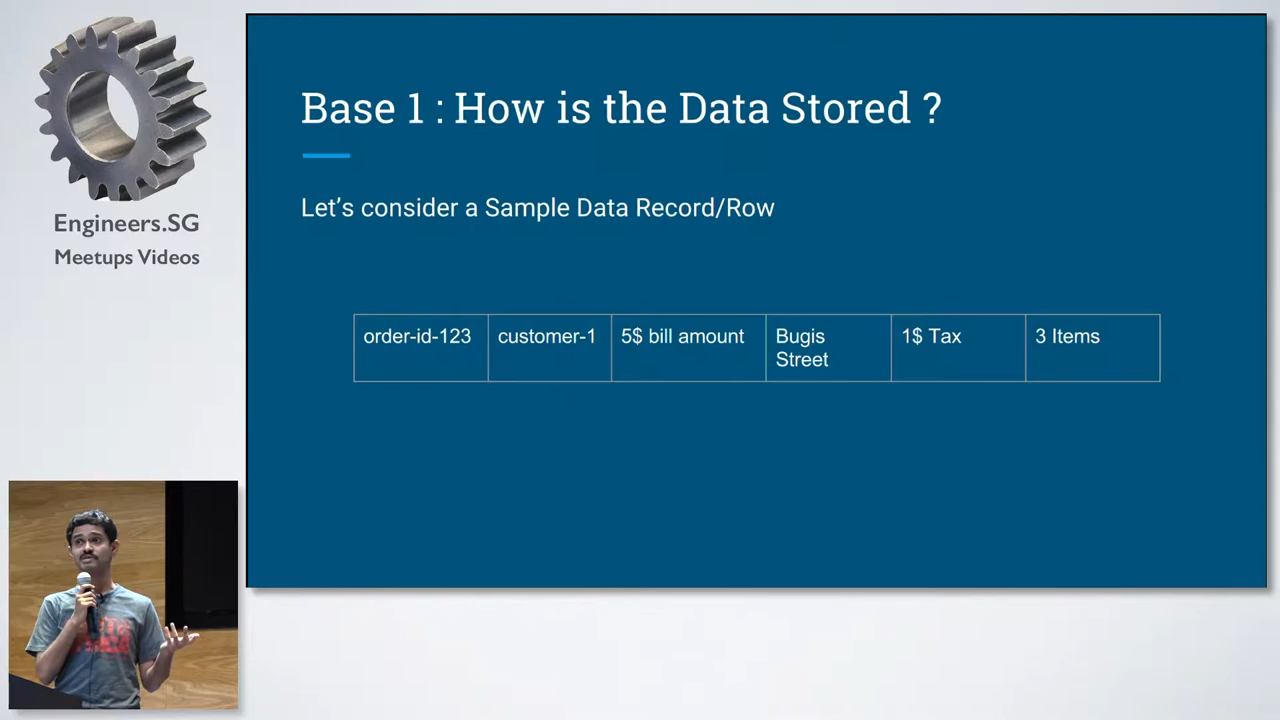 Engineers.SG
Meetups Videos
Base 1 : How is the Data Stored ?
Let's consider a Sample Data Record/Row
order-id-123
customer-1
5$ bill amount
Bugis
Street
1$ Tax
3 Items